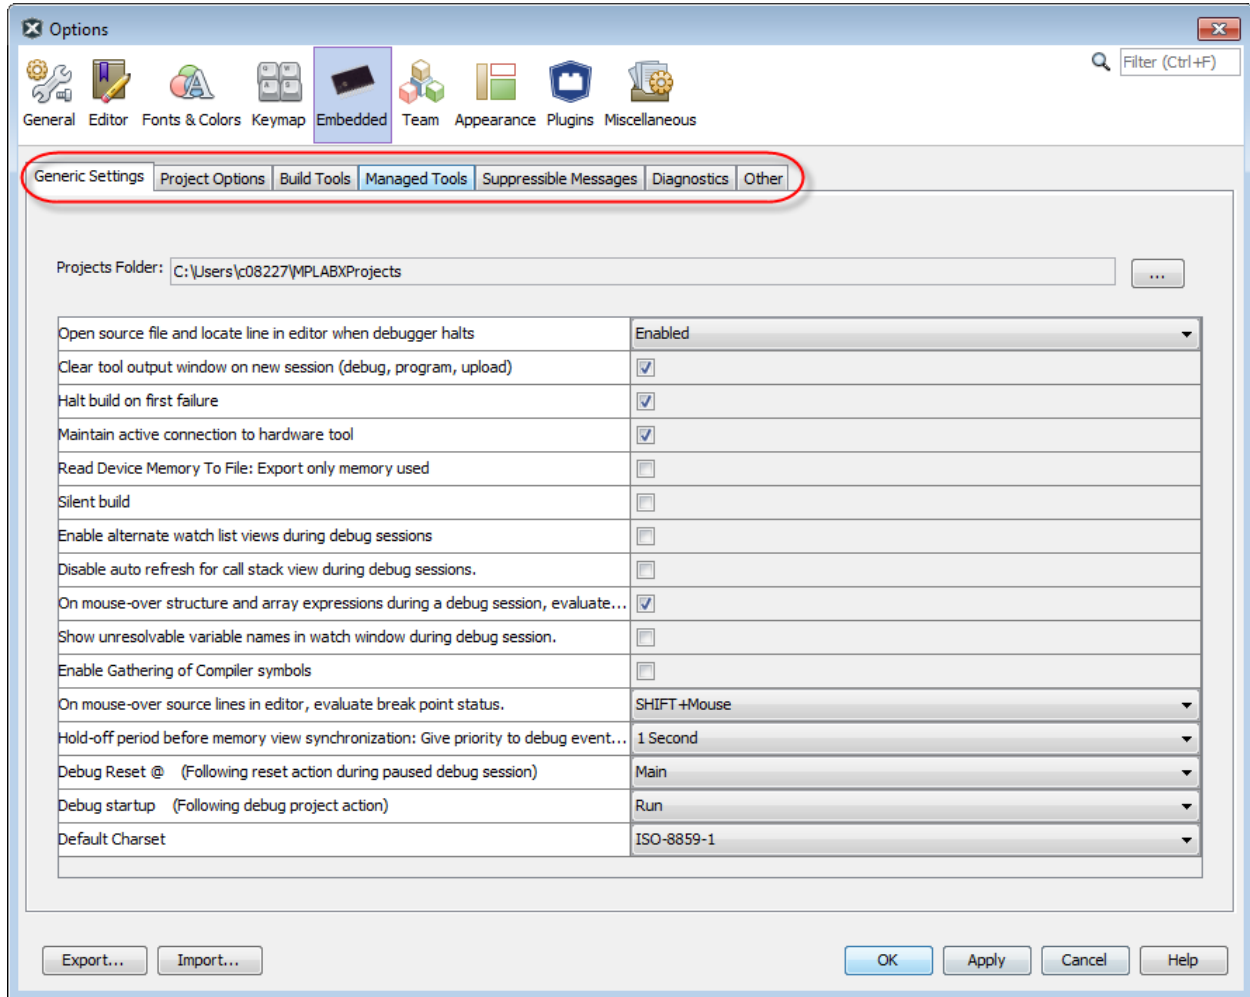 Options
Filter (Ctrl+F)
General Editor Fonts & Colors Keymap Embedded Team Appearance Plugins Miscellaneous
Generic Settings Project Options Build Tools Managed Tools Suppressible Messages Diagnostics Other
Projects Folder: C:\Users\c08227\MPLABXProjects ...
Open source file and locate line in editor when debugger halts Enabled
Clear tool output window on new session (debug, program, upload)
Halt build on first failure
Maintain active connection to hardware tool
Read Device Memory To File: Export only memory used
Silent build
Enable alternate watch list views during debug sessions
Disable auto refresh for call stack view during debug sessions.
On mouse-over structure and array expressions during a debug session, evaluate...
Show unresolvable variable names in watch window during debug session.
Enable Gathering of Compiler symbols
On mouse-over source lines in editor, evaluate break point status. SHIFT+Mouse
Hold-off period before memory view synchronization: Give priority to debug event... 1 Second
Debug Reset @ (Following reset action during paused debug session) Main
Debug startup (Following debug project action) Run
Default Charset ISO-8859-1
Export... Import... OK Apply Cancel Help